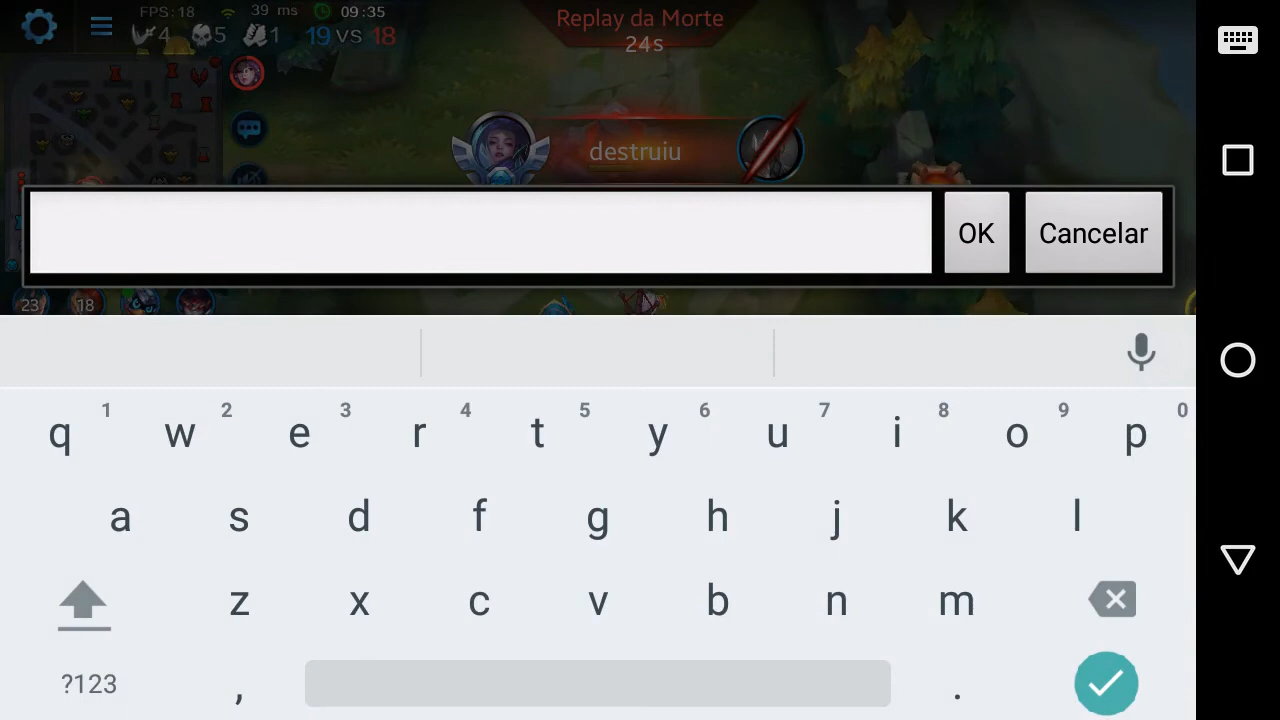 FPS:18 39 ms 09:35
4 5 1 19 VS 18
Replay da Morte
24s
destruiu
OK Cancelar
23 18
1 2 3 4 5 6 7 8 9 0
q w e r t y u i o p
a s d f g h j k l
z x c v b n m
?123 , .